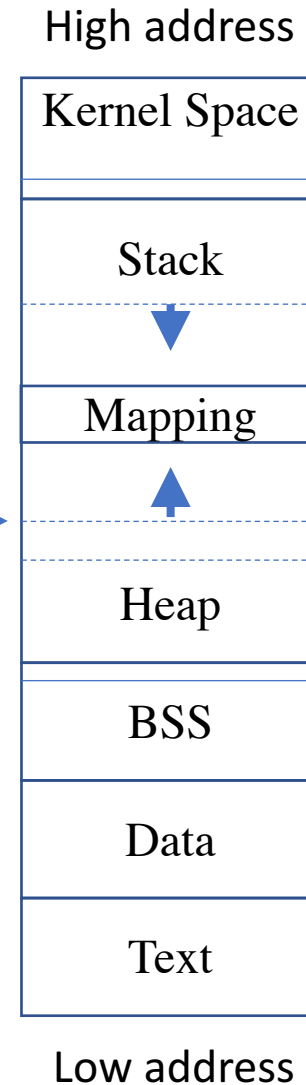 High address
Kernel Space
Stack
Mapping
Heap
BSS
Data
Text
Low address